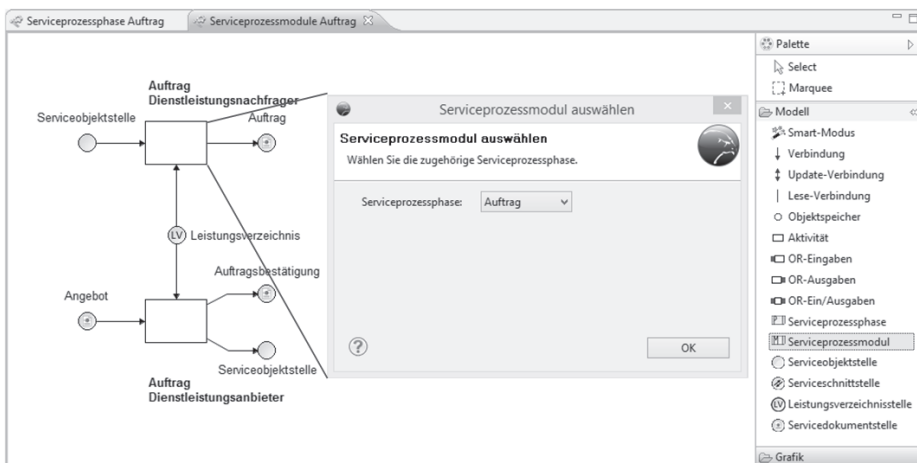 Serviceprozessphase Auftrag
Serviceprozessmodule Auftrag
Auftrag
Dienstleistungsnachfrager
Serviceobjektstelle
Auftrag
LV
Leistungsverzeichnis
Auftragsbestätigung
Angebot
Serviceobjektstelle
Auftrag
Dienstleistungsanbieter
Serviceprozessmodul auswählen
Serviceprozessmodul auswählen
Wählen Sie die zugehörige Serviceprozessphase.
Serviceprozessphase:
Auftrag
OK
Palette
Select
Marquee
Modell
Smart-Modus
Verbindung
Update-Verbindung
Lese-Verbindung
Objektspeicher
Aktivität
OR-Eingaben
OR-Ausgaben
OR-Ein/Ausgaben
Serviceprozessphase
Serviceprozessmodul
Serviceobjektstelle
Serviceschnittstelle
LV Leistungsverzeichnisstelle
Servicedokumentstelle
Grafik